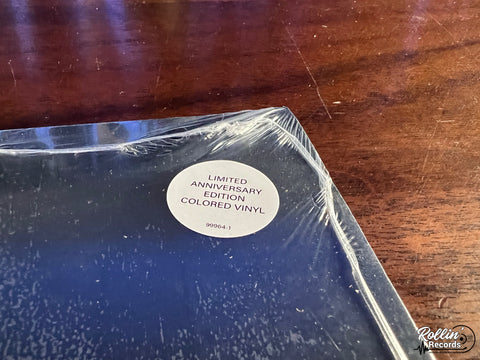 LIMITED
ANNIVERSARY
EDITION
COLORED VINYL
99964-1
Rollin'
Records